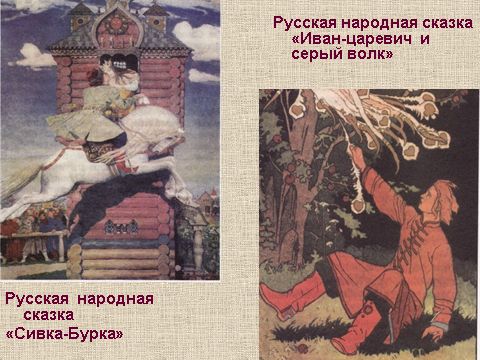 Русская народная сказка
«Иван-царевич и
серый волк»
Русская народная
сказка
«Сивка-Бурка»